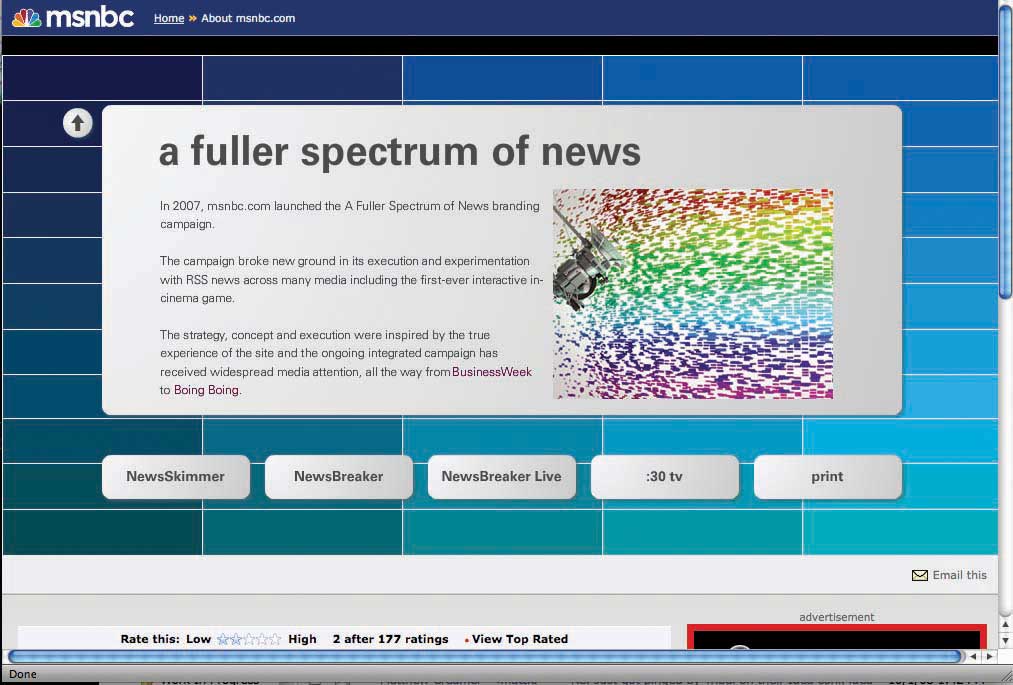 msnbc Home » About msnbc.com
a fuller spectrum of news
In 2007, msnbc.com launched the A Fuller Spectrum of News branding
campaign.
The campaign broke new ground in its execution and experimentation
with RSS news across many media including the first-ever interactive in-
cinema game.
The strategy, concept and execution were inspired by the true
experience of the site and the ongoing integrated campaign has
received widespread media attention, all the way from BusinessWeek
to Boing Boing.
NewsSkimmer NewsBreaker NewsBreaker Live :30 tv print
Email this
advertisement
Rate this: Low High 2 after 177 ratings • View Top Rated
Done